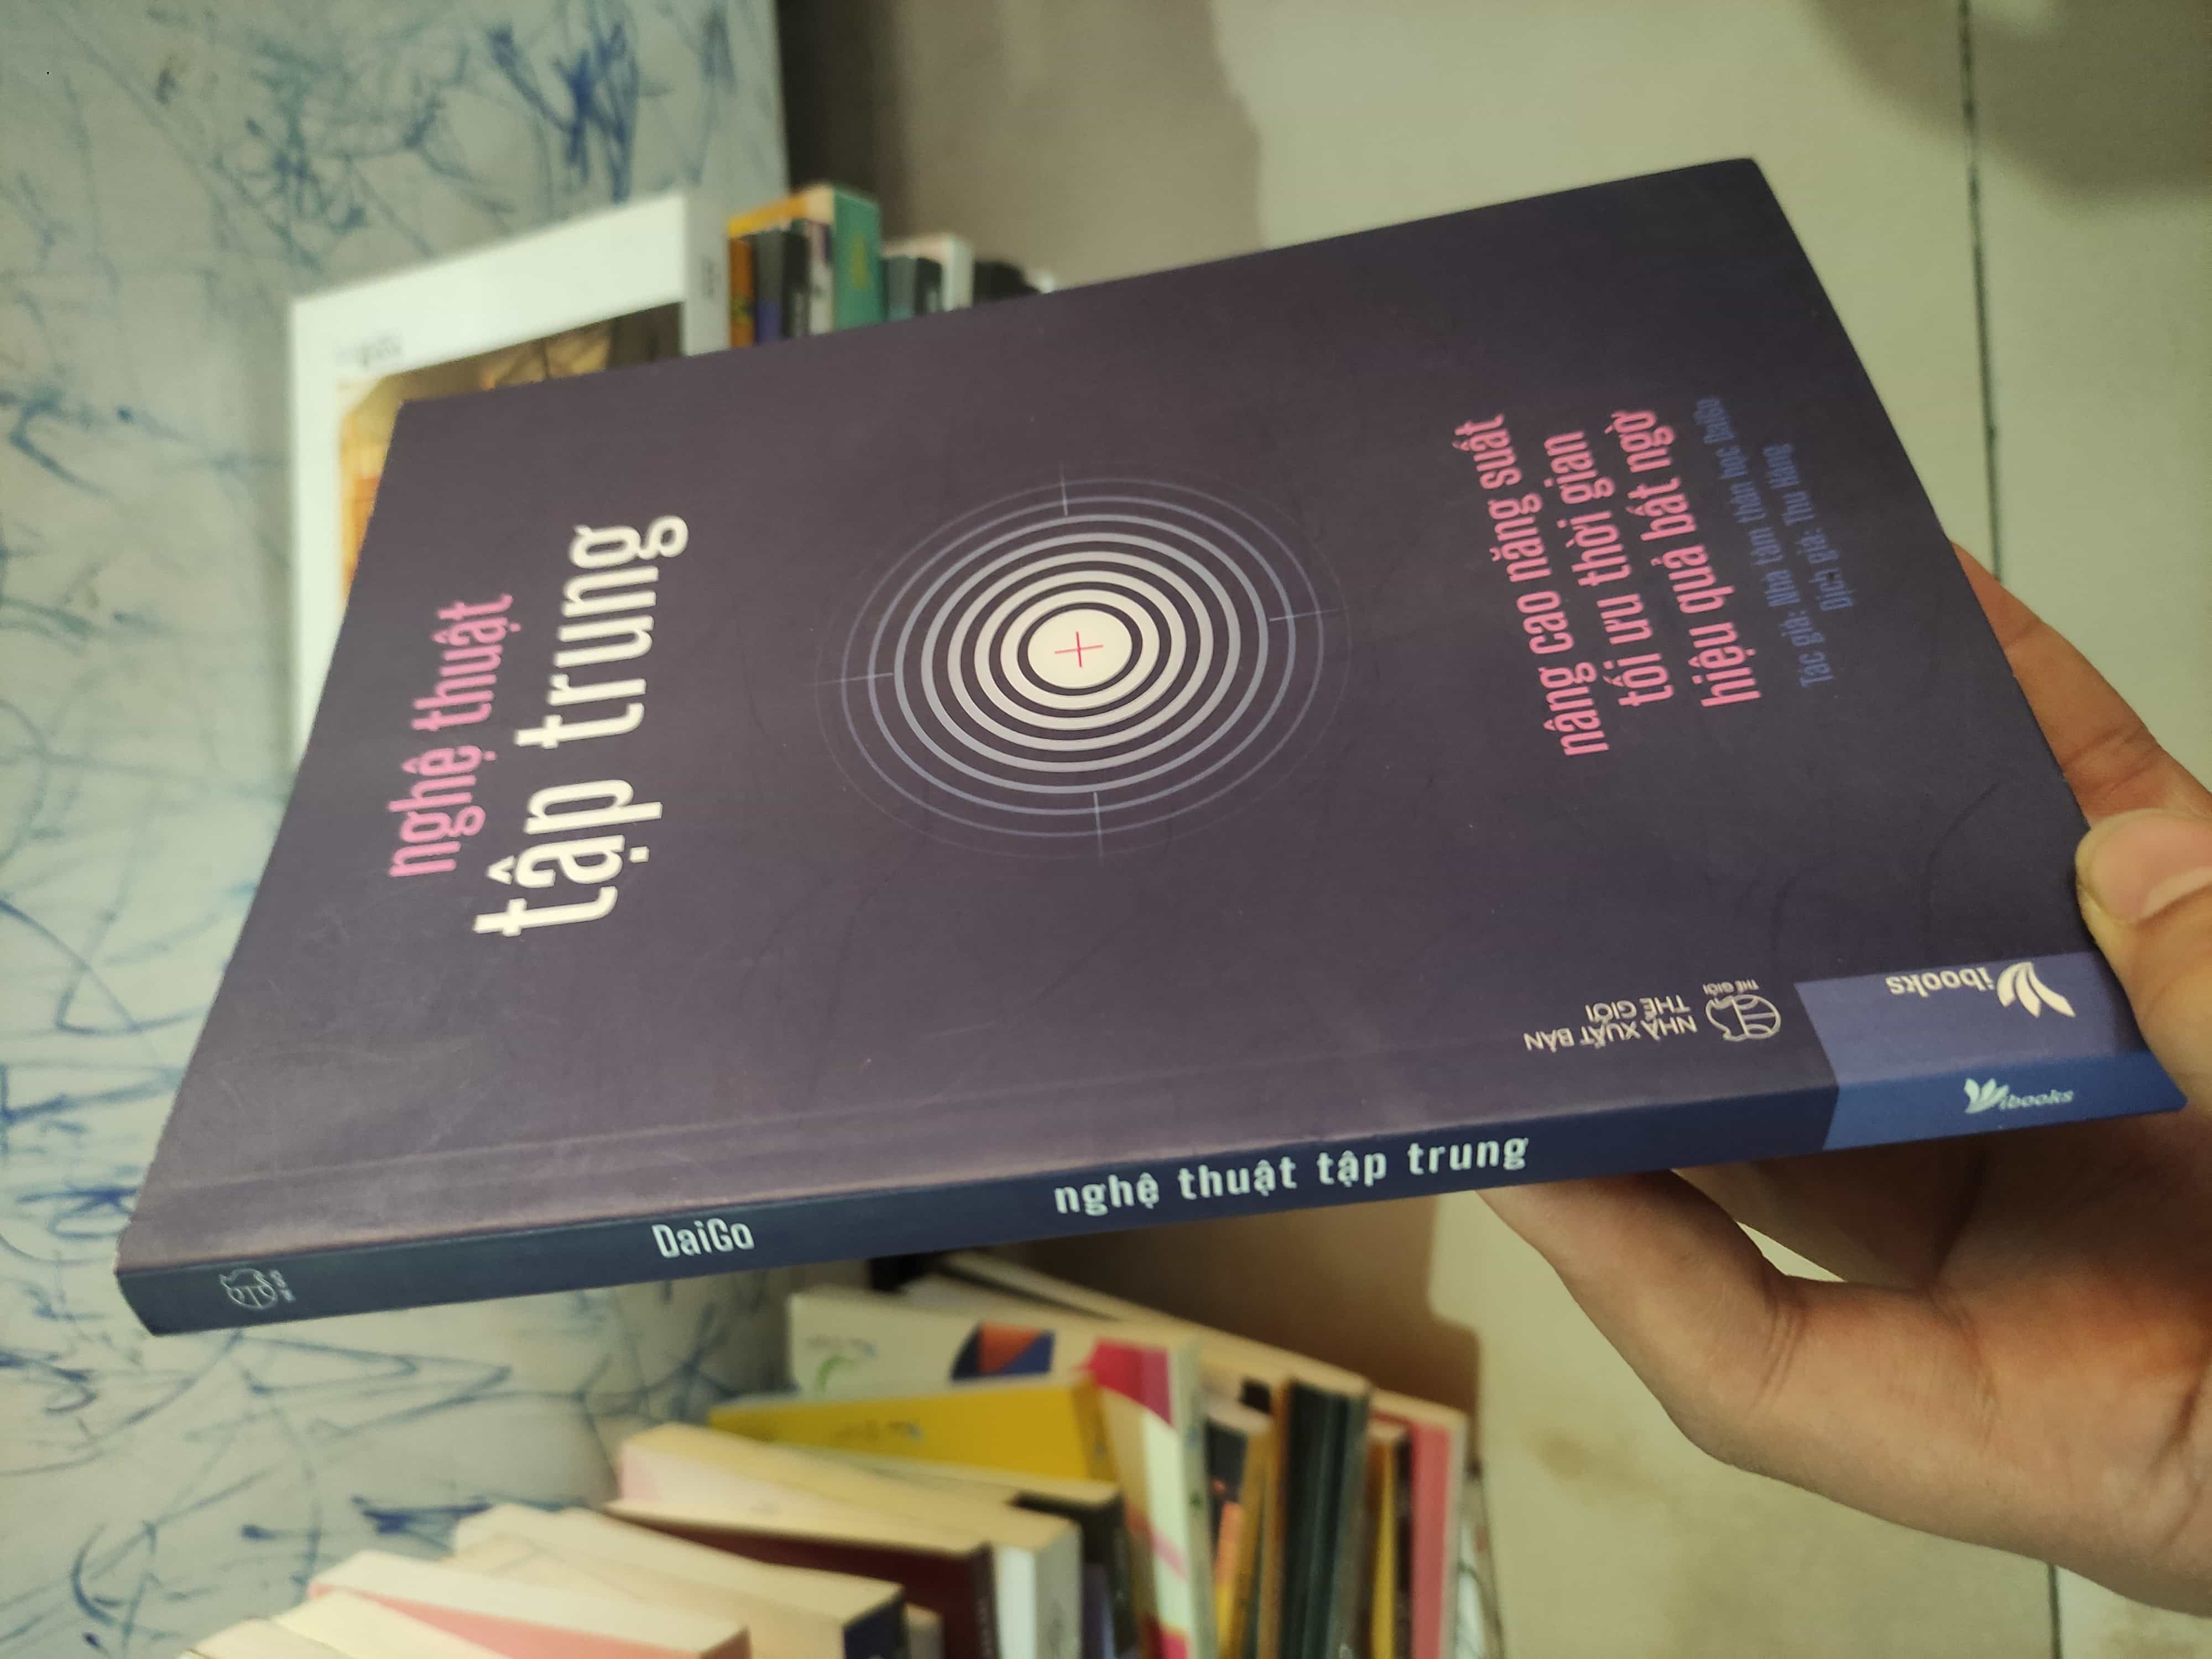 nghệ thuật
tập trung
nâng cao năng suất
tối ưu thời gian
hiệu quả bất ngờ
Tác giả: Nhà tâm thần học DaiGo
Dịch giả: Thu Hằng
NHÀ XUẤT BẢN
THẾ GIỚI
THẾ GIỚI
ibooks
DaiGo
nghệ thuật tập trung
ibooks